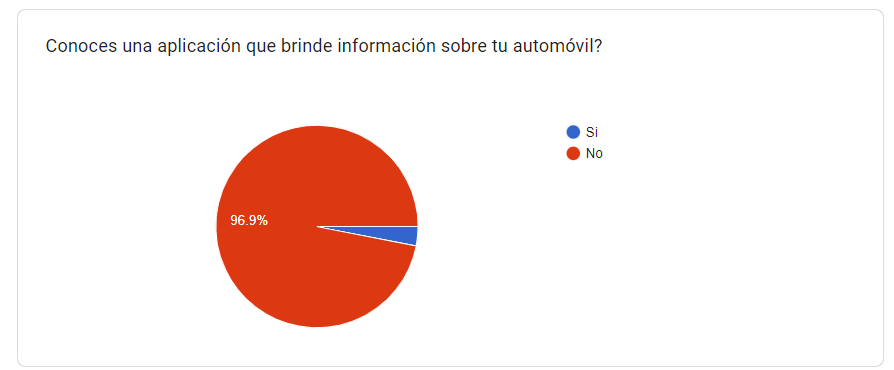 Conoces una aplicación que brinde información sobre tu automóvil?
Si
No
96.9%